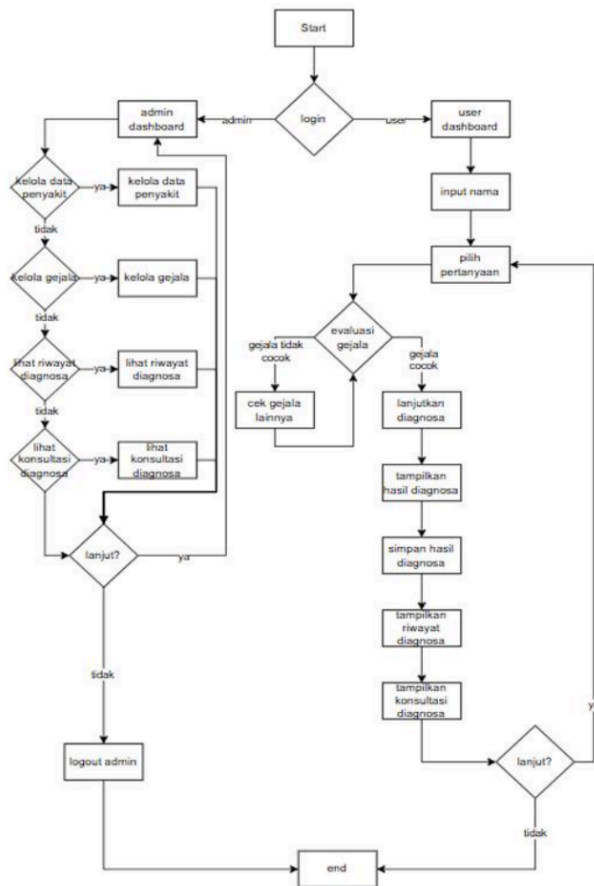 Start
login
admin
user
admin
dashboard
user
dashboard
kelola data
penyakit
ya
kelola data
penyakit
input nama
tidak
pilih
pertanyaan
kelola gejala
ya
kelola gejala
evaluasi
gejala
tidak
gejala tidak
cocok
gejala
cocok
lihat riwayat
diagnosa
ya
lihat riwayat
diagnosa
cek gejala
lainnya
lanjutkan
diagnosa
tidak
lihat
konsultasi
diagnosa
ya
lihat
konsultasi
diagnosa
tampilkan
hasil diagnosa
lanjut?
ya
simpan hasil
diagnosa
tampilkan
riwayat
diagnosa
tidak
tampilkan
konsultasi
diagnosa
y
logout admin
lanjut?
tidak
end